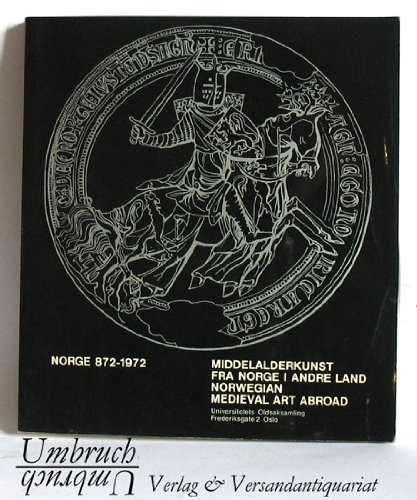 NORGE 872-1972
MIDDELALDERKUNST
FRA NORGE I ANDRE LAND
NORWEGIAN
MEDIEVAL ART ABROAD
Universitetets Oldsaksamling
Frederiksgate 2 Oslo
Umbruch
Umbruch
Verlag & Versandantiquariat